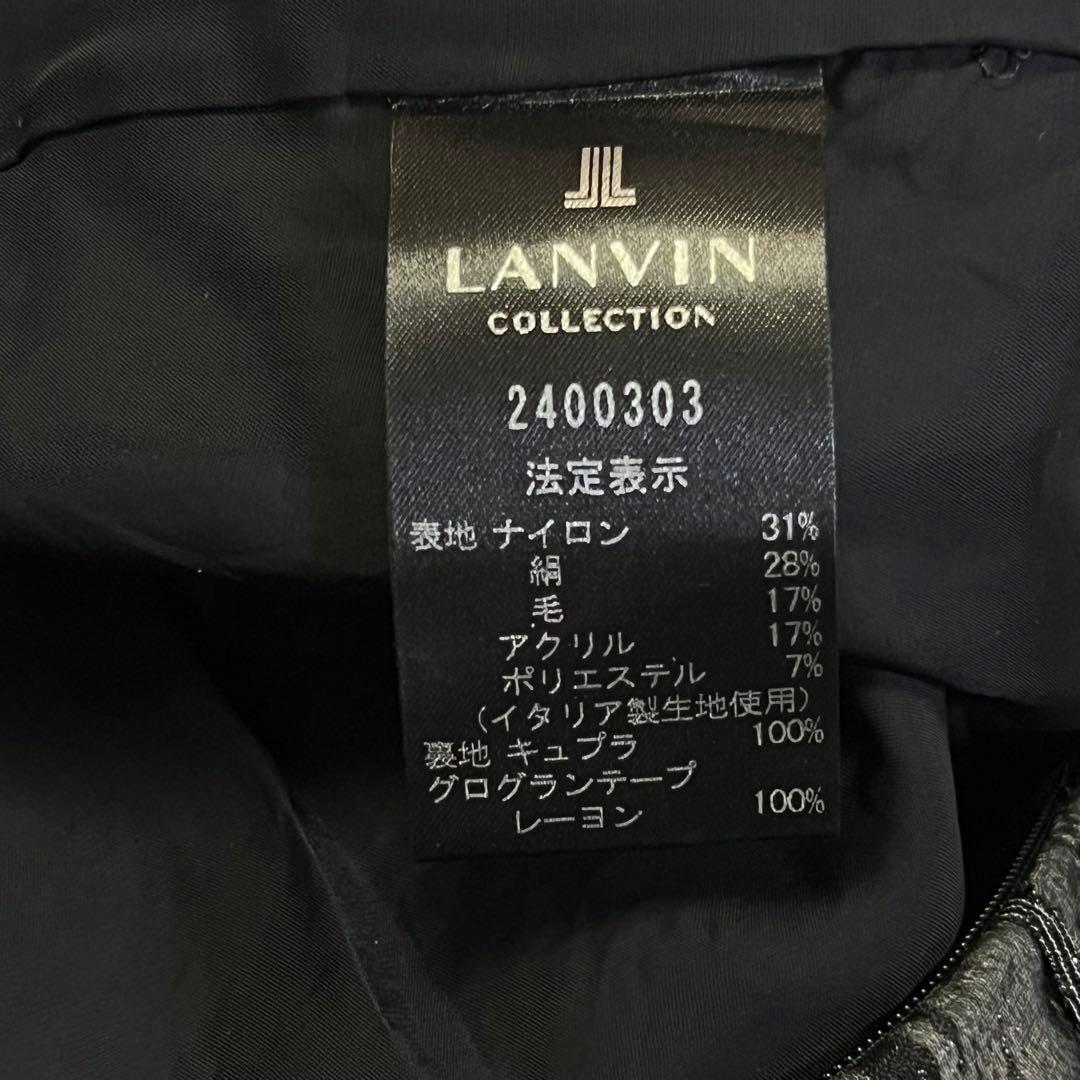 LANVIN
COLLECTION
2400303
法定表示
表地 ナイロン 31%
絹 28%
毛 17%
アクリル 17%
ポリエステル 7%
(イタリア製生地使用)
裏地 キュプラ 100%
グログランテープ
レーヨン 100%